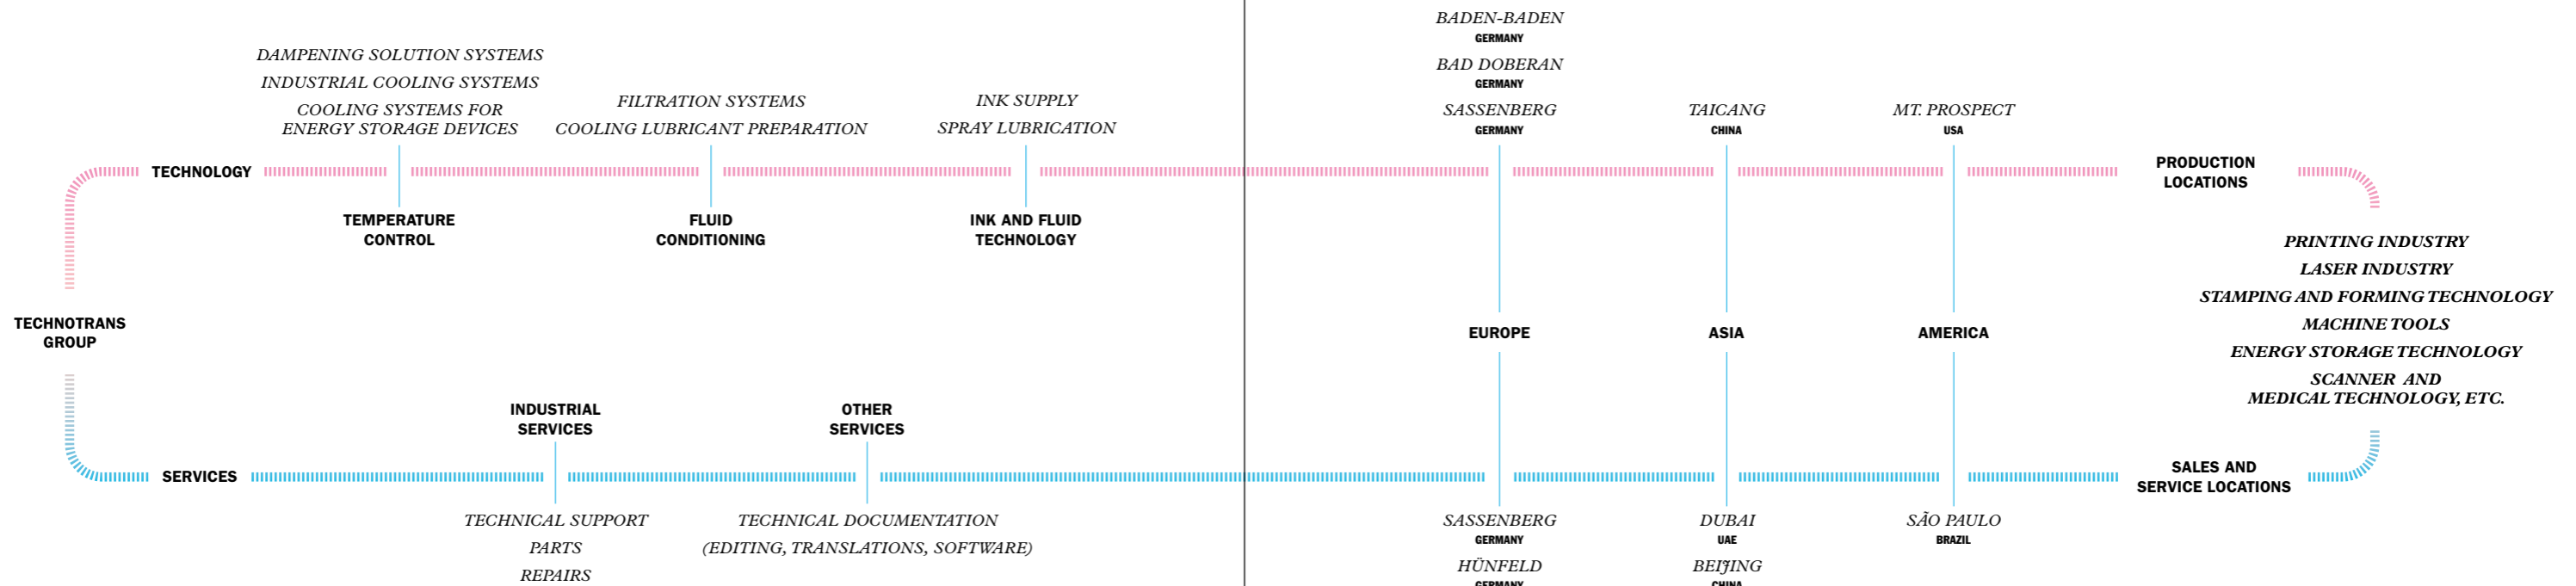 BADEN-BADEN
GERMANY
BAD DOBERAN
GERMANY
SASSENBERG
GERMANY
TAICANG
CHINA
MT. PROSPECT
USA
DAMPENING SOLUTION SYSTEMS
INDUSTRIAL COOLING SYSTEMS
COOLING SYSTEMS FOR
ENERGY STORAGE DEVICES
FILTRATION SYSTEMS
COOLING LUBRICANT PREPARATION
INK SUPPLY
SPRAY LUBRICATION
TECHNOLOGY
PRODUCTION
LOCATIONS
TEMPERATURE
CONTROL
FLUID
CONDITIONING
INK AND FLUID
TECHNOLOGY
TECHNOTRANS
GROUP
EUROPE
ASIA
AMERICA
PRINTING INDUSTRY
LASER INDUSTRY
STAMPING AND FORMING TECHNOLOGY
MACHINE TOOLS
ENERGY STORAGE TECHNOLOGY
SCANNER AND
MEDICAL TECHNOLOGY, ETC.
INDUSTRIAL
SERVICES
OTHER
SERVICES
SERVICES
SALES AND
SERVICE LOCATIONS
TECHNICAL SUPPORT
PARTS
REPAIRS
TECHNICAL DOCUMENTATION
(EDITING, TRANSLATIONS, SOFTWARE)
SASSENBERG
GERMANY
HÜNFELD
GERMANY
DUBAI
UAE
BEIJING
CHINA
SÃO PAULO
BRAZIL